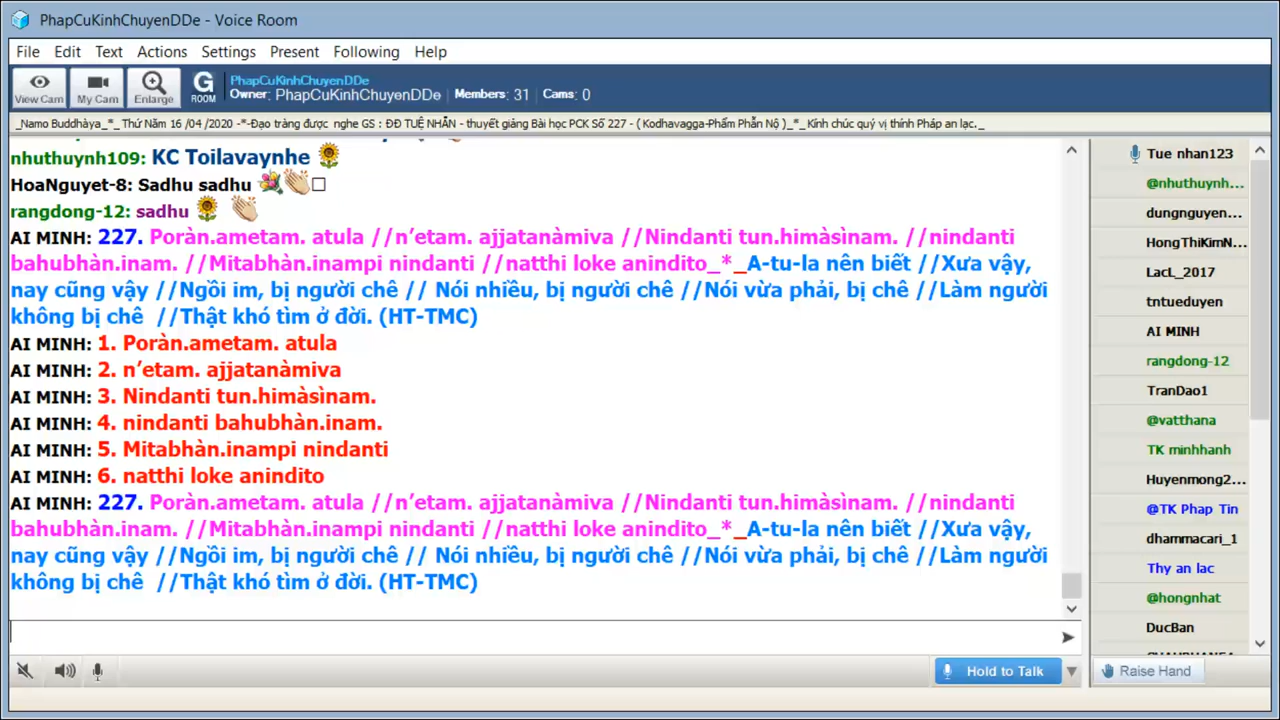 PhapCuKinhChuyenDDe - Voice Room
File Edit Text Actions Settings Present Following Help
View Cam My Cam Enlarge G ROOM
PhapCuKinhChuyenDDe
Owner: PhapCuKinhChuyenDDe Members: 31 Cams: 0
_Namo Buddhàya_*_ Thứ Năm 16 /04 /2020 -*-Đạo tràng được nghe GS : ĐĐ TUỆ NHÂN - thuyết giảng Bài học PCK Số 227 - ( Kodhavagga-Phẩm Phẫn Nộ )_*_ Kính chúc quý vị thính Pháp an lạc._
nhuthuynh109: KC Toilavaynhe 🌻
HoaNguyet-8: Sadhu sadhu 💐👏□
rangdong-12: sadhu 🌻 👏
AI MINH: 227. Poràn.ametam. atula //n’etam. ajjatanàmiva //Nindanti tun.himàsìnam. //nindanti
bahubhàn.inam. //Mitabhàn.inampi nindanti //natthi loke anindito_*_A-tu-la nên biết //Xưa vậy,
nay cũng vậy //Ngồi im, bị người chê // Nói nhiều, bị người chê //Nói vừa phải, bị chê //Làm người
không bị chê //Thật khó tìm ở đời. (HT-TMC)
AI MINH: 1. Poràn.ametam. atula
AI MINH: 2. n’etam. ajjatanàmiva
AI MINH: 3. Nindanti tun.himàsìnam.
AI MINH: 4. nindanti bahubhàn.inam.
AI MINH: 5. Mitabhàn.inampi nindanti
AI MINH: 6. natthi loke anindito
AI MINH: 227. Poràn.ametam. atula //n’etam. ajjatanàmiva //Nindanti tun.himàsìnam. //nindanti
bahubhàn.inam. //Mitabhàn.inampi nindanti //natthi loke anindito_*_A-tu-la nên biết //Xưa vậy,
nay cũng vậy //Ngồi im, bị người chê // Nói nhiều, bị người chê //Nói vừa phải, bị chê //Làm người
không bị chê //Thật khó tìm ở đời. (HT-TMC)
Tue nhan123
@nhuthuynh...
dungnguyen...
HongThiKimN...
LacL_2017
tntueduyen
AI MINH
rangdong-12
TranDao1
@vatthana
TK minhhanh
Huyenmong2...
@TK Phap Tin
dhammacari_1
Thy an lac
@hongnhat
DucBan
Hold to Talk
Raise Hand